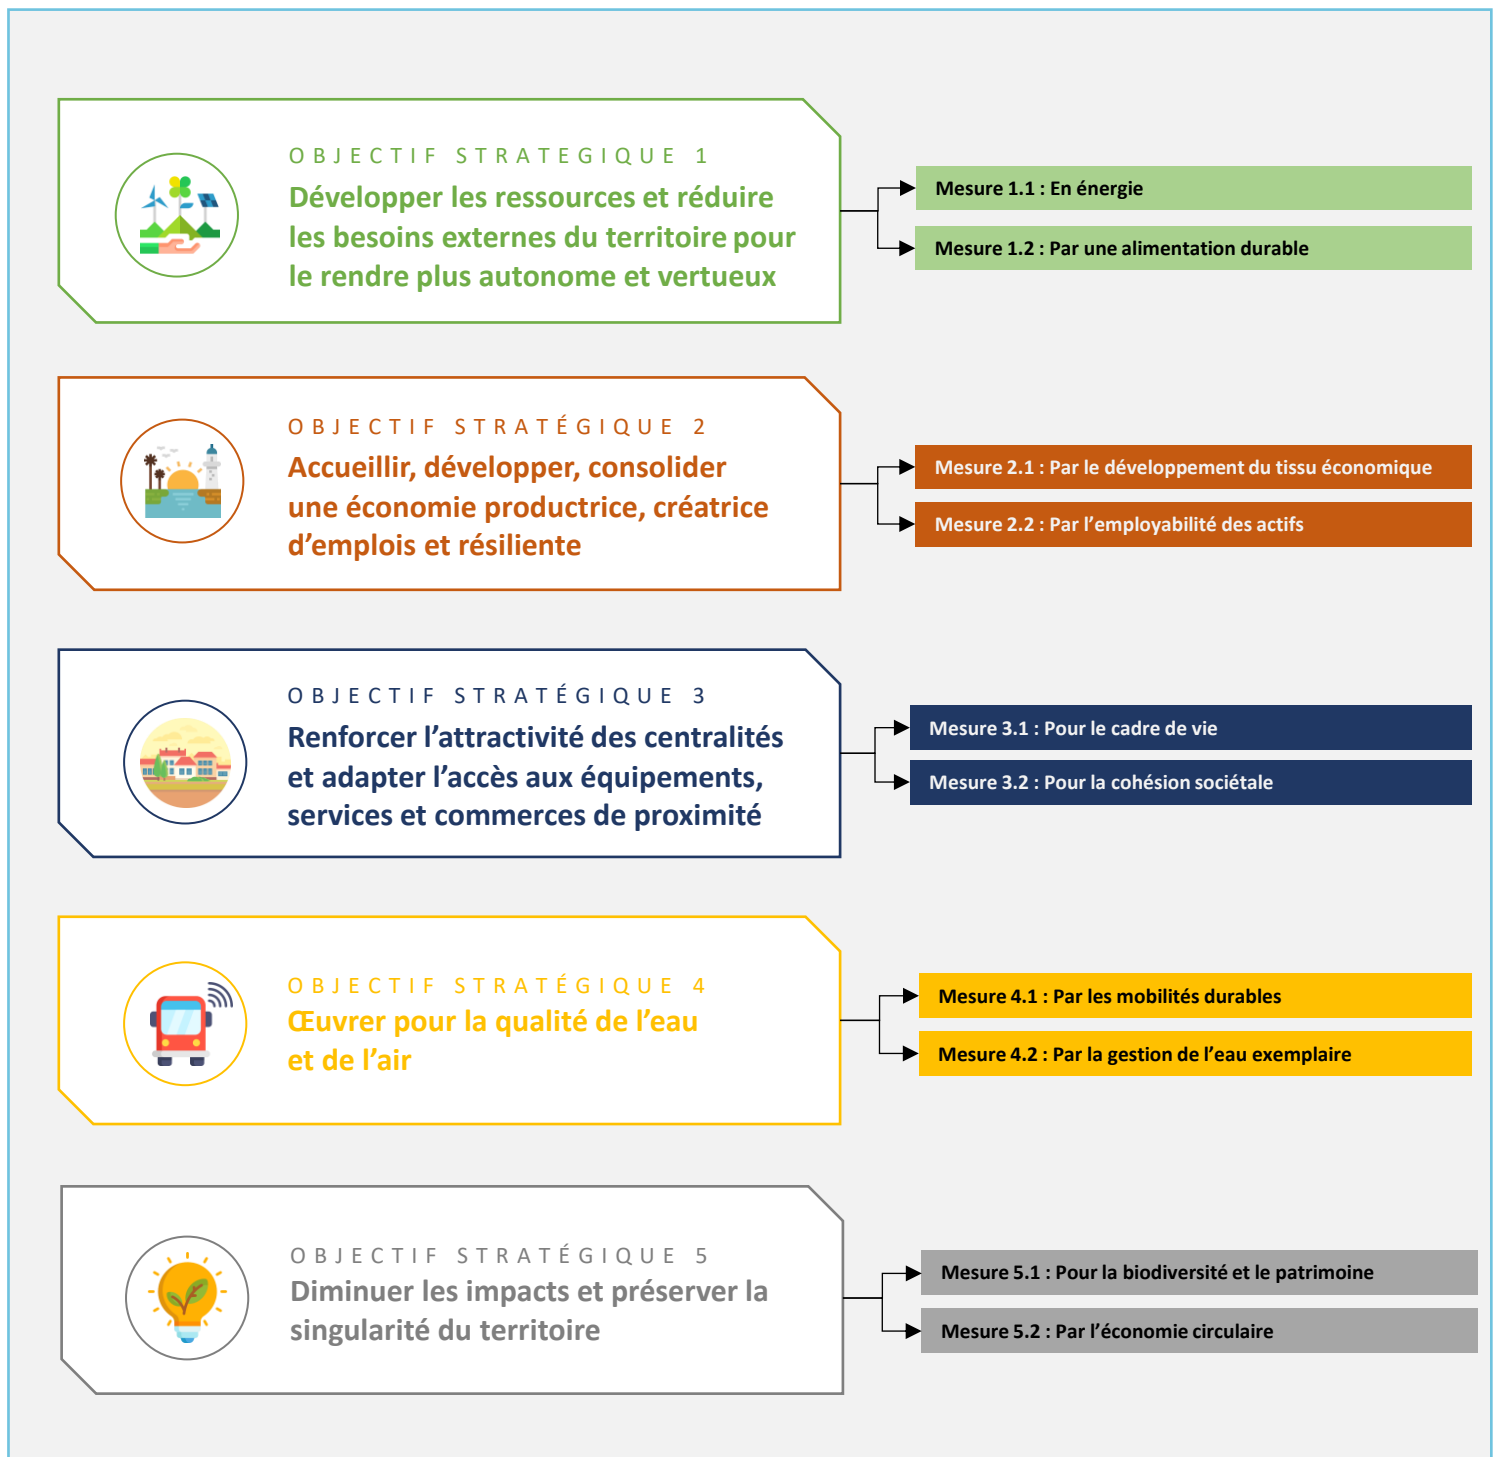 OBJECTIF STRATEGIQUE 1
Développer les ressources et réduire
les besoins externes du territoire pour
le rendre plus autonome et vertueux
Mesure 1.1 : En énergie
Mesure 1.2 : Par une alimentation durable
OBJECTIF STRATÉGIQUE 2
Accueillir, développer, consolider
une économie productrice, créatrice
d’emplois et résiliente
Mesure 2.1 : Par le développement du tissu économique
Mesure 2.2 : Par l’employabilité des actifs
OBJECTIF STRATÉGIQUE 3
Renforcer l’attractivité des centralités
et adapter l’accès aux équipements,
services et commerces de proximité
Mesure 3.1 : Pour le cadre de vie
Mesure 3.2 : Pour la cohésion sociétale
OBJECTIF STRATÉGIQUE 4
Œuvrer pour la qualité de l’eau
et de l’air
Mesure 4.1 : Par les mobilités durables
Mesure 4.2 : Par la gestion de l’eau exemplaire
OBJECTIF STRATÉGIQUE 5
Diminuer les impacts et préserver la
singularité du territoire
Mesure 5.1 : Pour la biodiversité et le patrimoine
Mesure 5.2 : Par l’économie circulaire